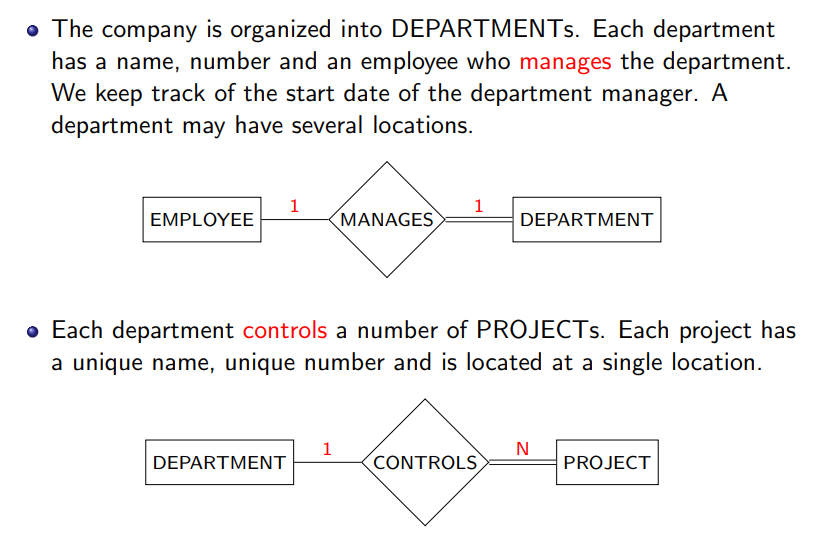 The company is organized into DEPARTMENTs. Each department
has a name, number and an employee who manages the department.
We keep track of the start date of the department manager. A
department may have several locations.
EMPLOYEE 1 MANAGES 1 DEPARTMENT
Each department controls a number of PROJECTs. Each project has
a unique name, unique number and is located at a single location.
DEPARTMENT 1 CONTROLS N PROJECT